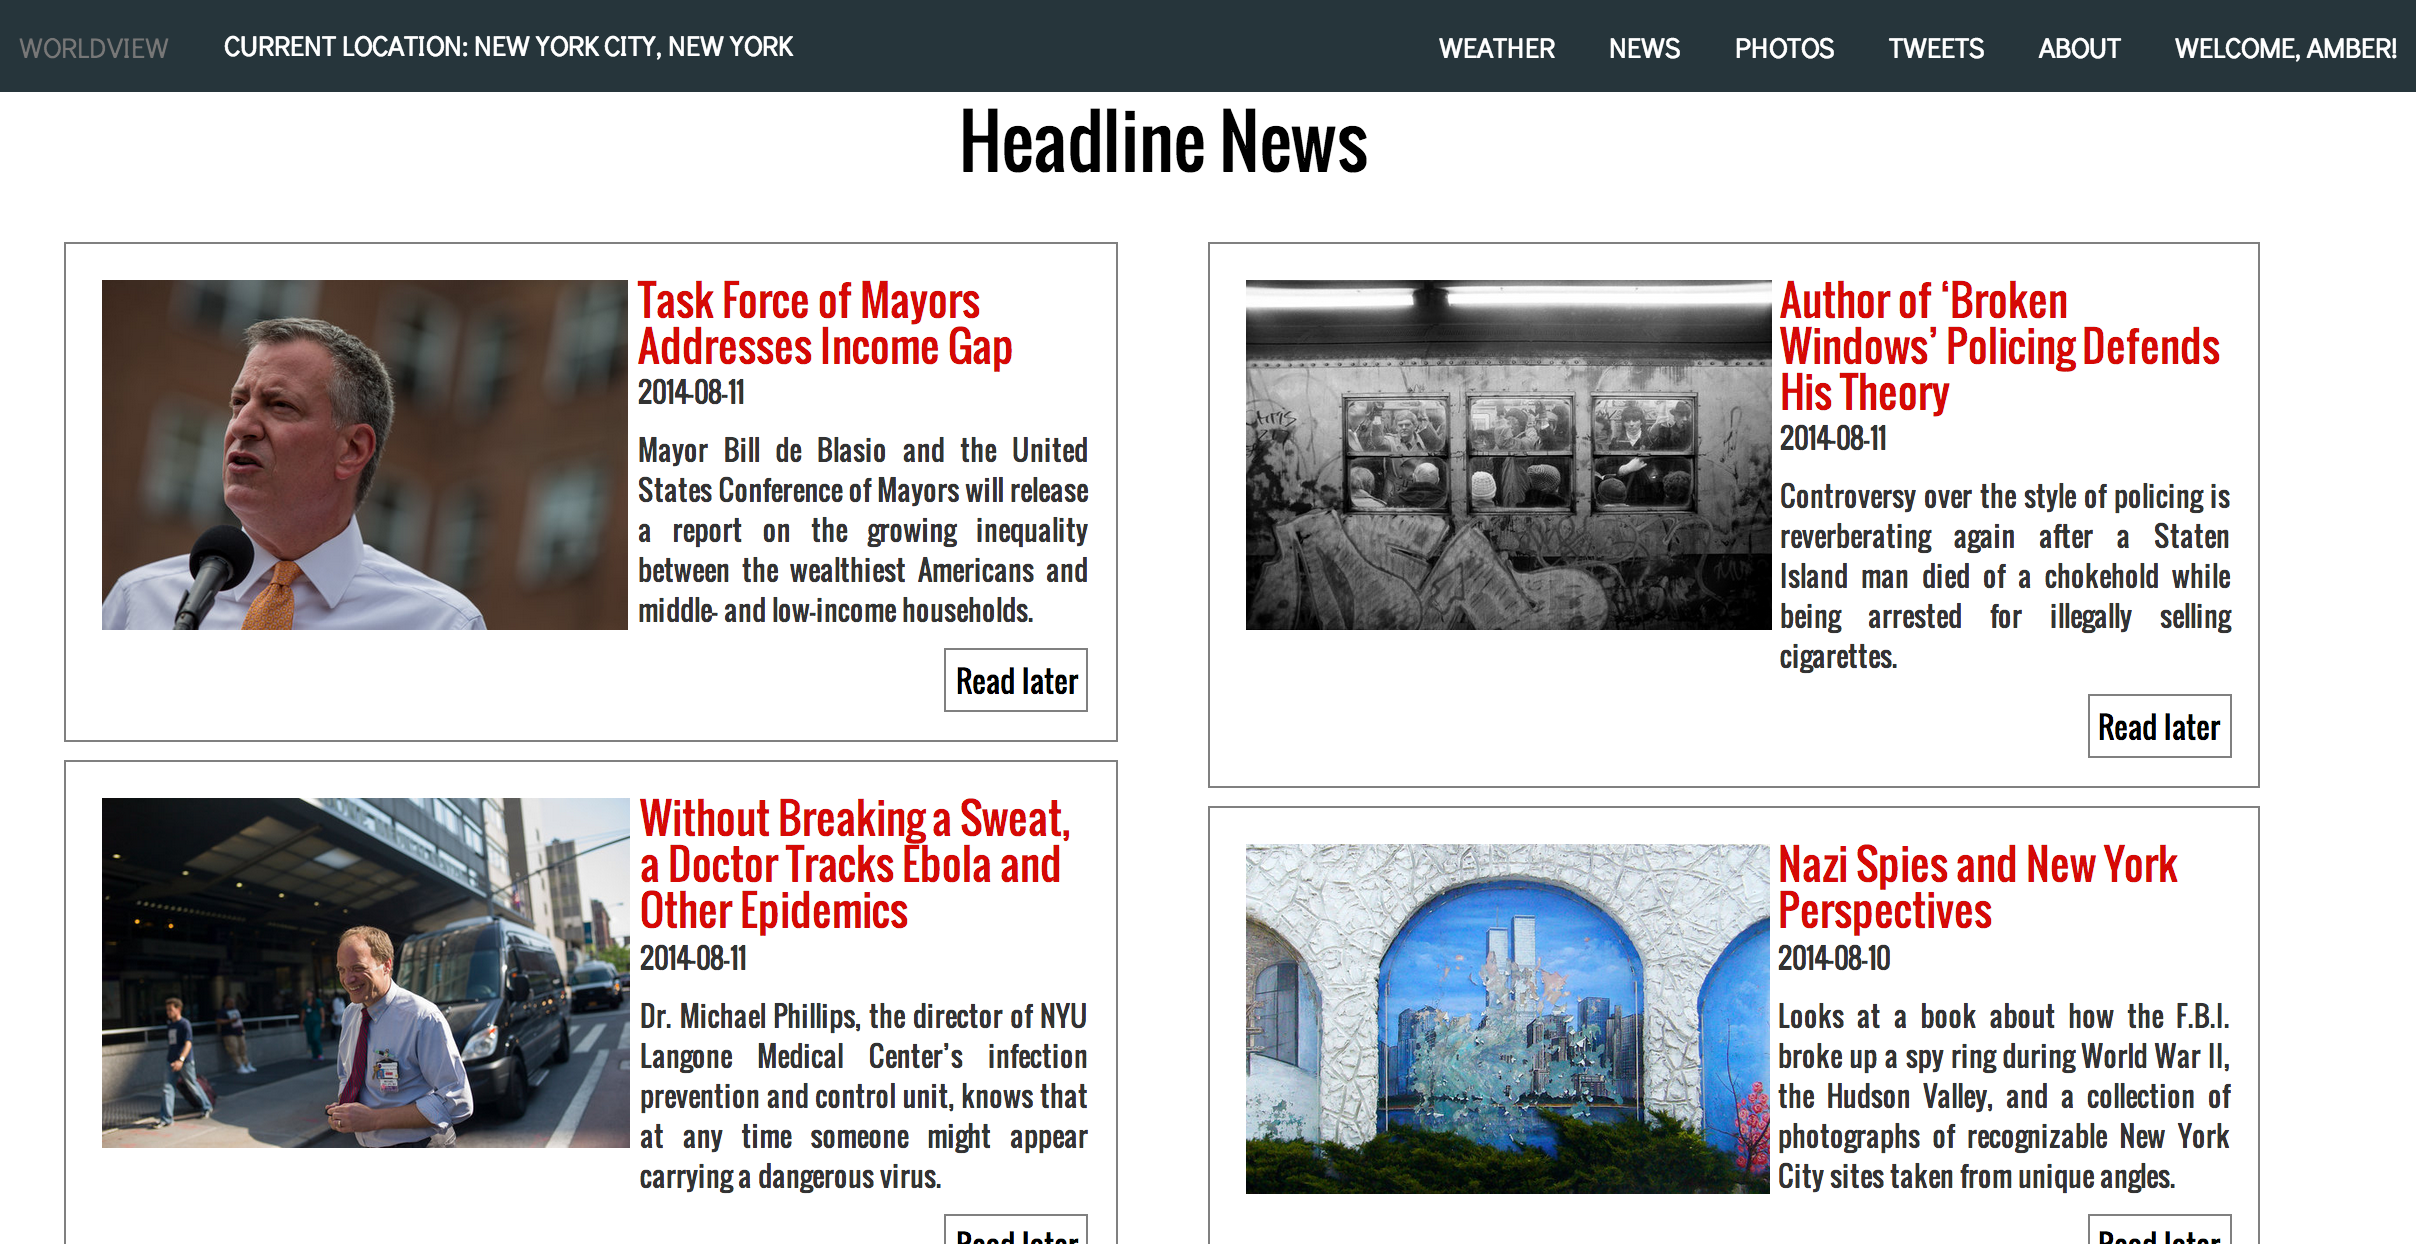 WORLDVIEW CURRENT LOCATION: NEW YORK CITY, NEW YORK WEATHER NEWS PHOTOS TWEETS ABOUT WELCOME, AMBER!
Headline News
Task Force of Mayors
Addresses Income Gap
2014-08-11
Mayor Bill de Blasio and the United
States Conference of Mayors will release
a report on the growing inequality
between the wealthiest Americans and
middle- and low-income households.
Read later
Author of ‘Broken
Windows’ Policing Defends
His Theory
2014-08-11
Controversy over the style of policing is
reverberating again after a Staten
Island man died of a chokehold while
being arrested for illegally selling
cigarettes.
Read later
Without Breaking a Sweat,
a Doctor Tracks Ebola and
Other Epidemics
2014-08-11
Dr. Michael Phillips, the director of NYU
Langone Medical Center’s infection
prevention and control unit, knows that
at any time someone might appear
carrying a dangerous virus.
Read later
Nazi Spies and New York
Perspectives
2014-08-10
Looks at a book about how the F.B.I.
broke up a spy ring during World War II,
the Hudson Valley, and a collection of
photographs of recognizable New York
City sites taken from unique angles.
Read later